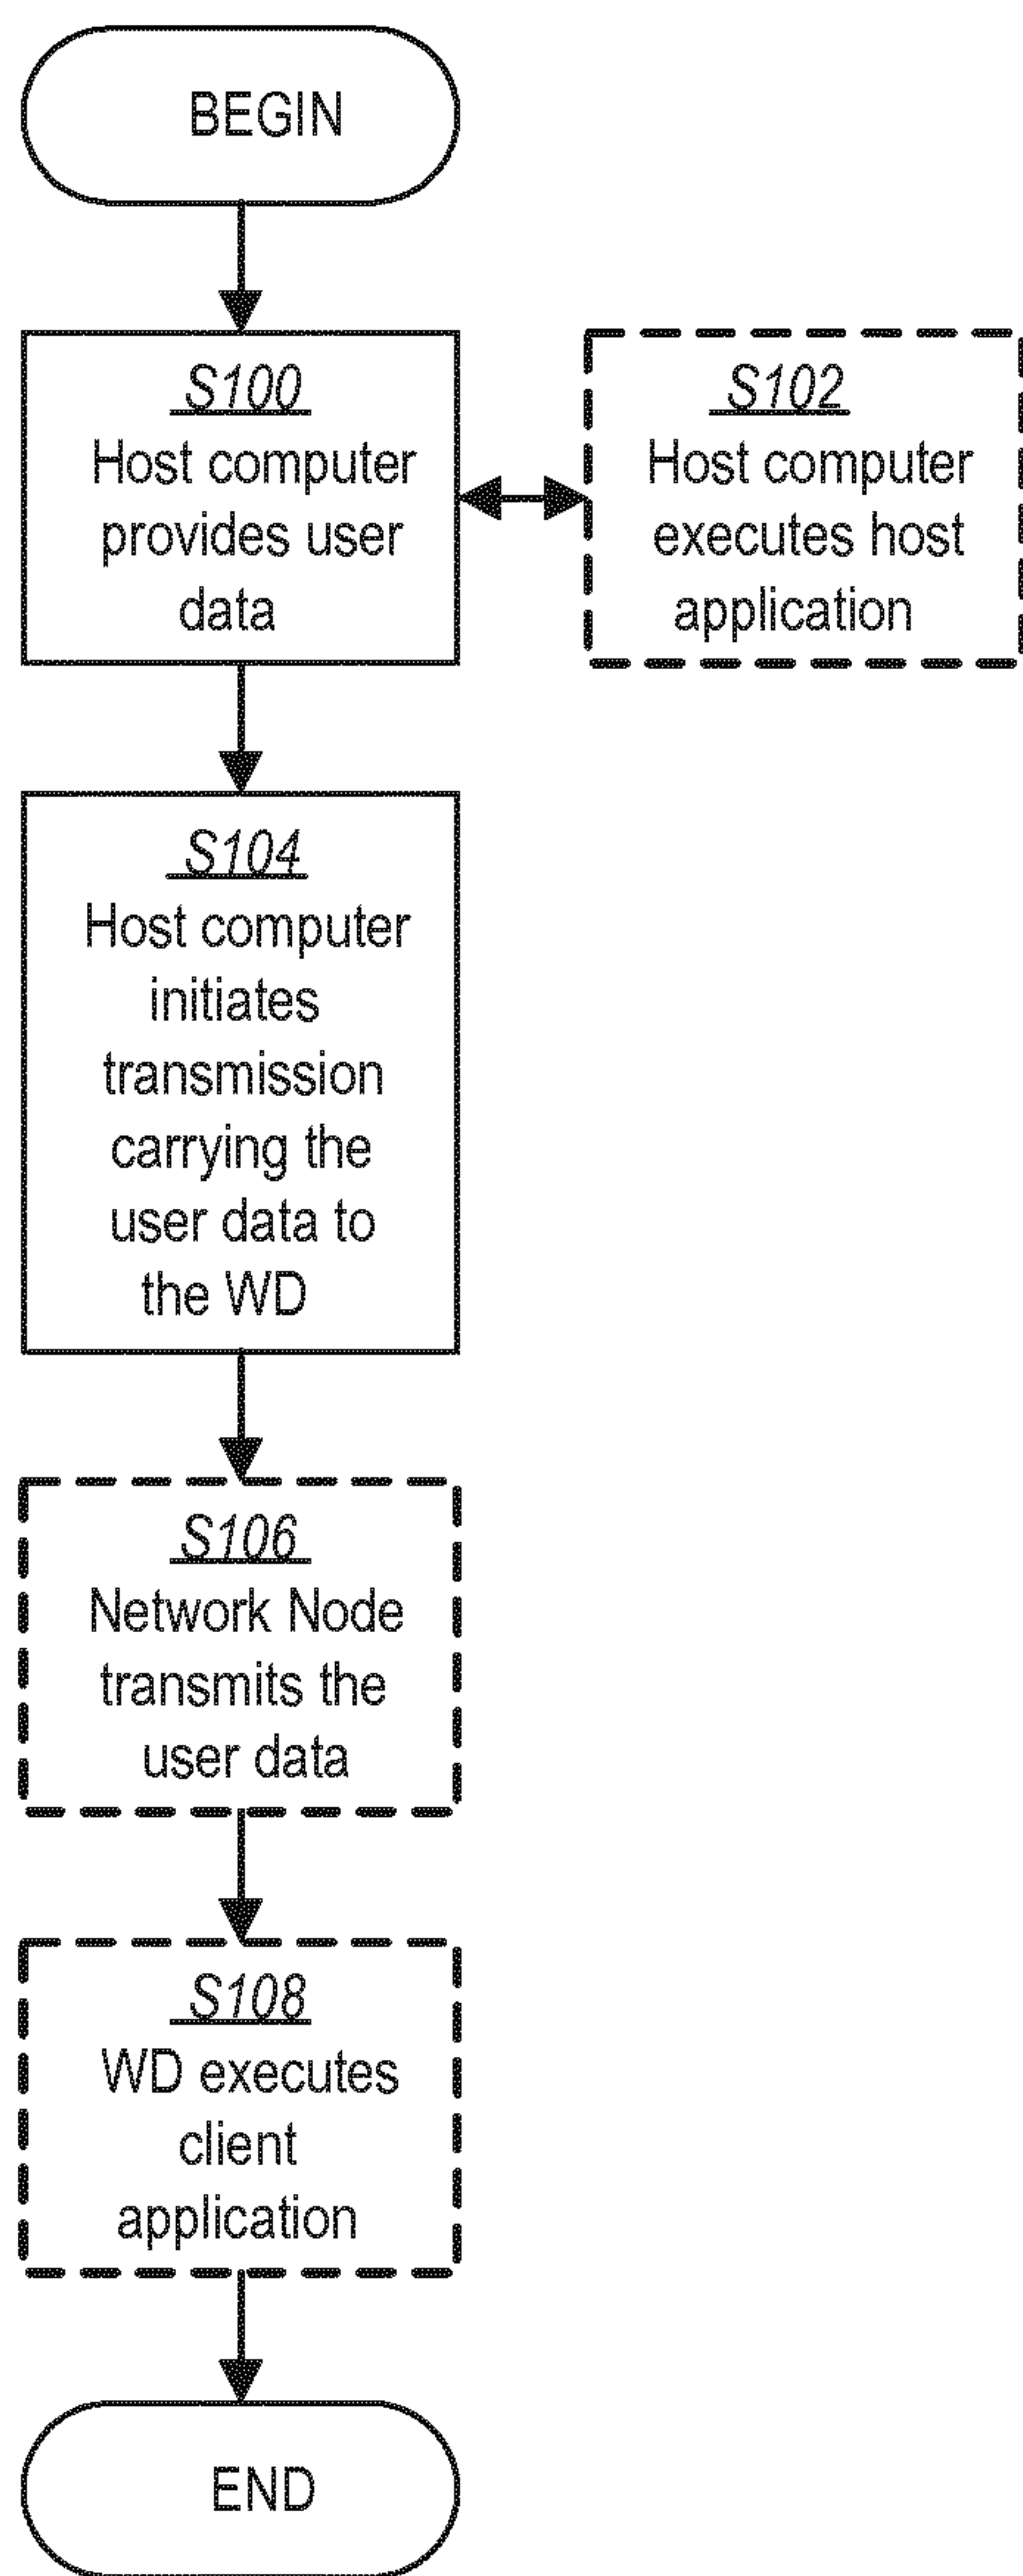 BEGIN
S100
Host computer
provides user
data
S102
Host computer
executes host
application
S104
Host computer
initiates
transmission
carrying the
user data to
the WD
S106
Network Node
transmits the
user data
S108
WD executes
client
application
END